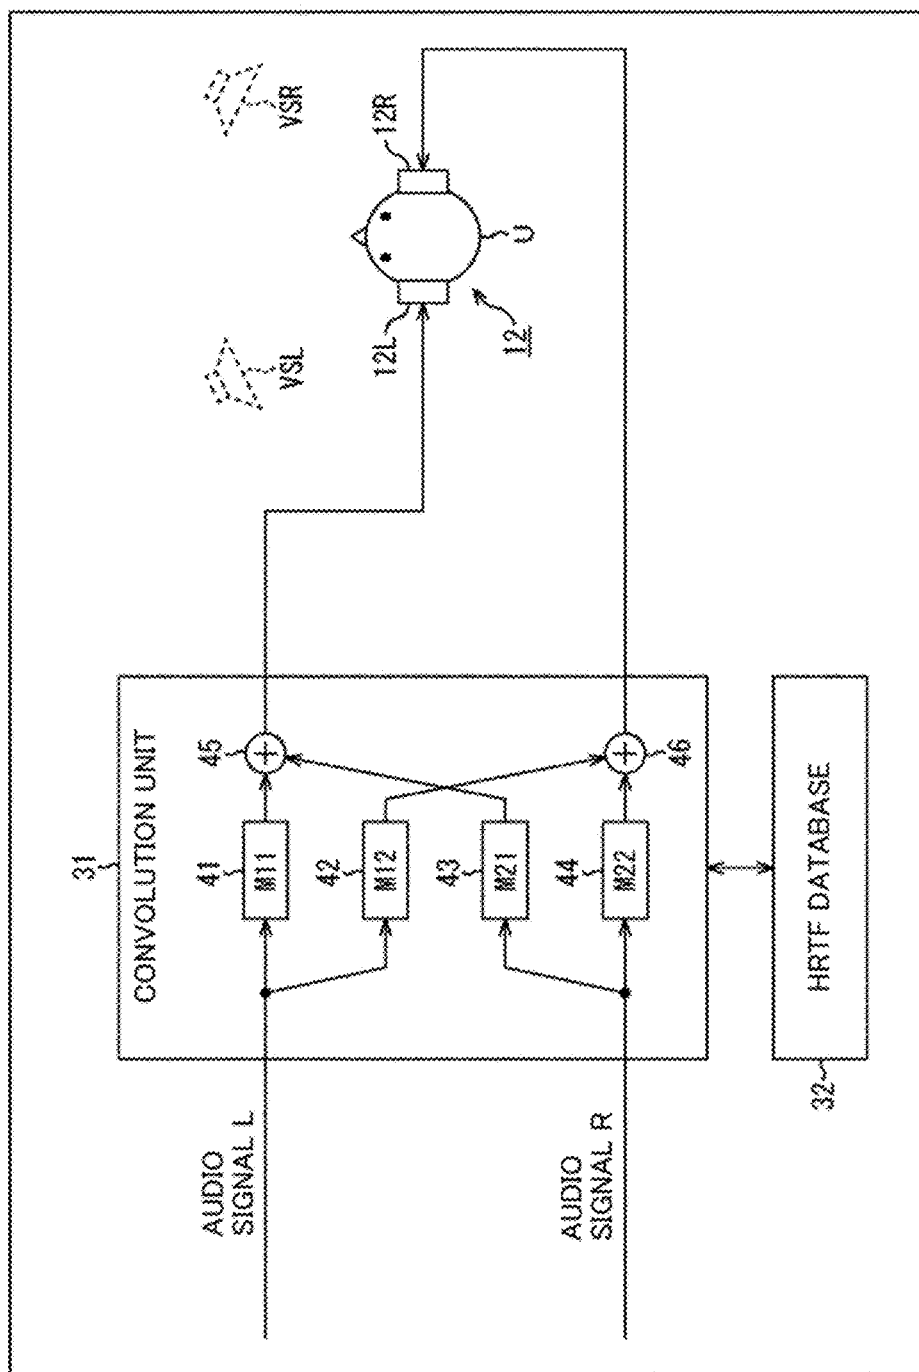 31
CONVOLUTION UNIT
AUDIO
SIGNAL L
41
M11
45
42
M12
43
M21
AUDIO
SIGNAL R
44
M22
46
32
HRTF DATABASE
VSL
VSR
12L
12R
U
12